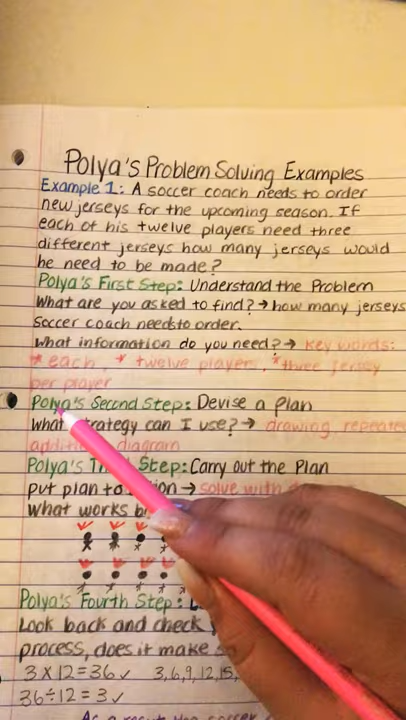 Polya's Problem Solving Examples
Example 1: A soccer coach needs to order
new jerseys for the upcoming season. If
each of his twelve players need three
different jerseys how many jerseys would
he need to be made?
Polya's First Step: Understand the Problem
What are you asked to find? → how many jerseys
soccer coach needs to order.
What information do you need? → key words:
* each * twelve players, * three jersey
per player
Polya's Second Step: Devise a Plan
What strategy can I use? → drawing repeated
diagram
Polya's Step: Carry out the Plan
put plan to → solve with
What works
Polya's Fourth Step:
Look back and check
process, does it make
3 x 12 = 36 ✓ 3, 6, 9, 12, 15,
36 ÷ 12 = 3 ✓
As a result the soccer